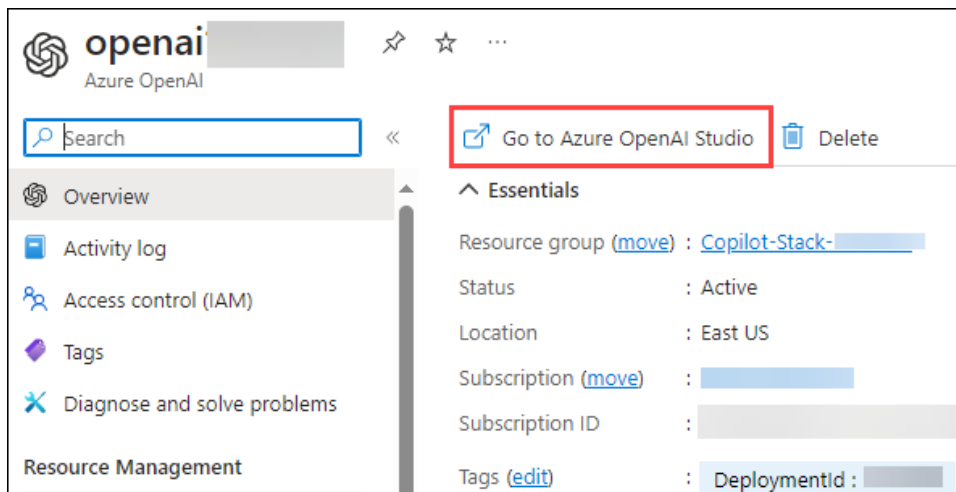 openai
Azure OpenAI
Search
«
Go to Azure OpenAI Studio
Delete
Overview
Activity log
Access control (IAM)
Tags
Diagnose and solve problems
Resource Management
Essentials
Resource group (move) : Copilot-Stack-
Status : Active
Location : East US
Subscription (move) :
Subscription ID :
Tags (edit) : DeploymentId :